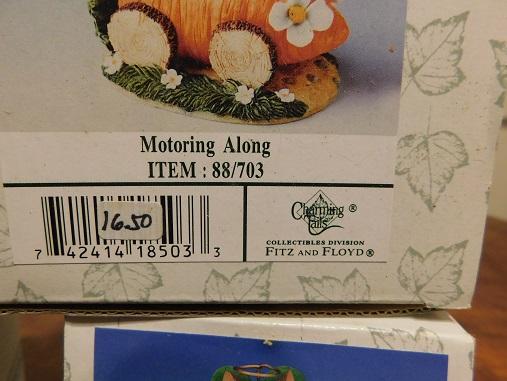 Motoring Along
ITEM : 88/703
16.50
7 42414 18503 3
Charming Tails ®
COLLECTIBLES DIVISION
FITZ AND FLOYD ®